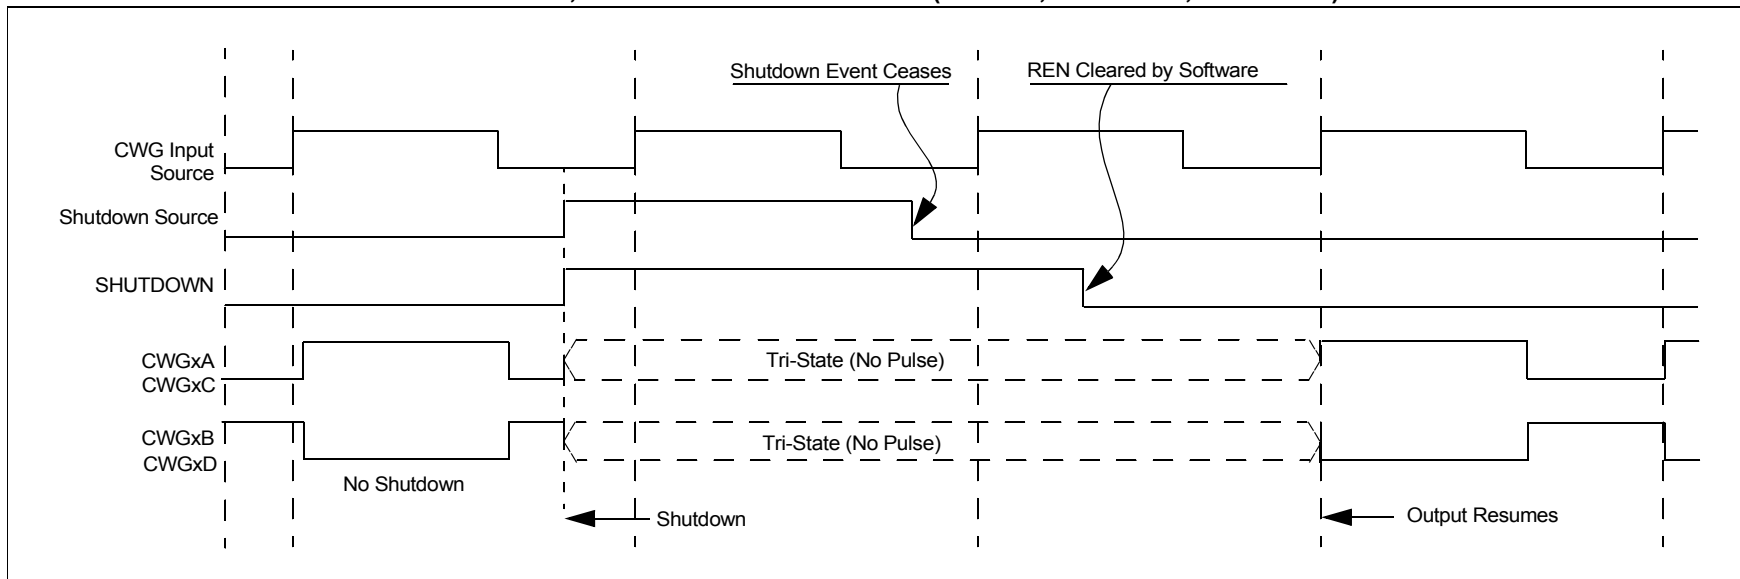 Shutdown Event Ceases
REN Cleared by Software
CWG Input
Source
Shutdown Source
SHUTDOWN
CWGxA
CWGxC
Tri-State (No Pulse)
CWGxB
CWGxD
Tri-State (No Pulse)
No Shutdown
Shutdown
Output Resumes